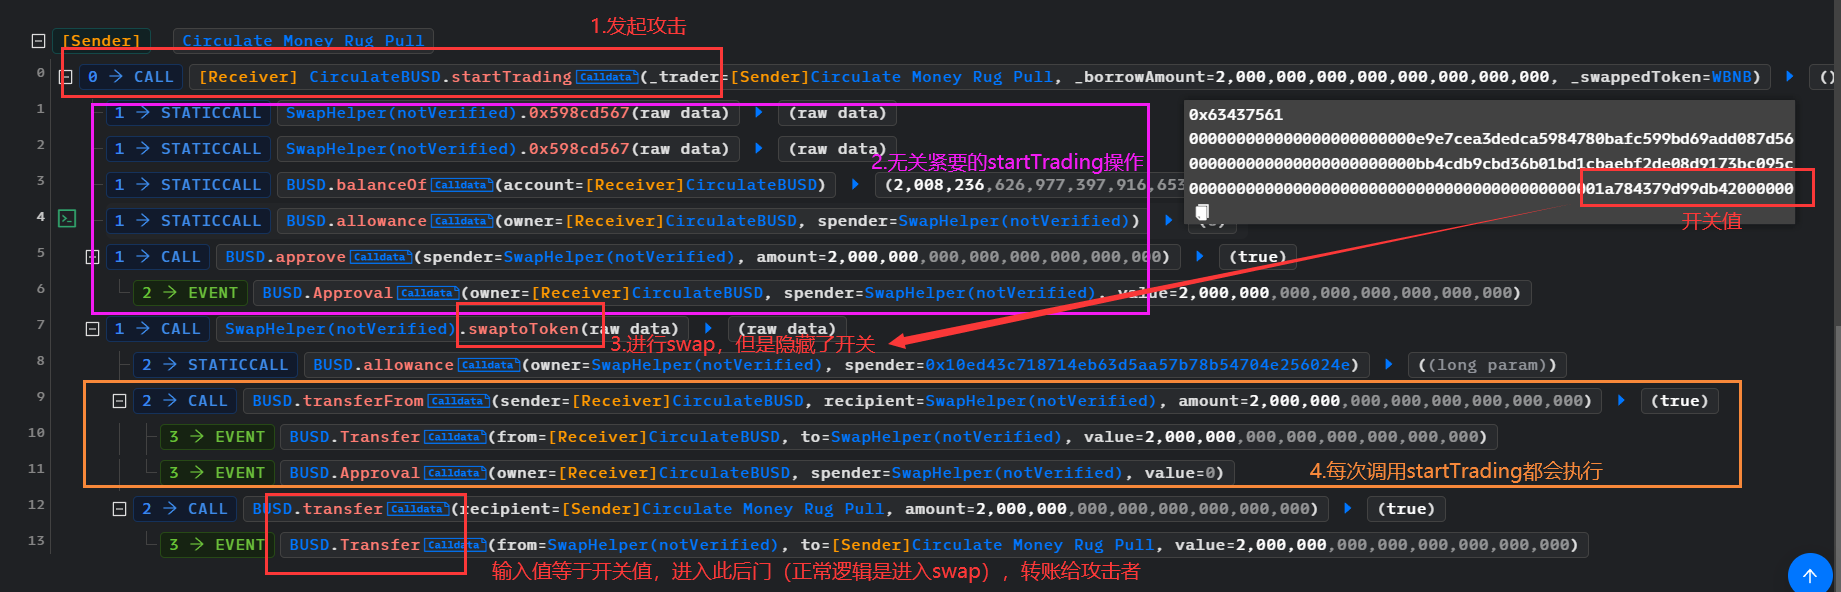 1.发起攻击
[Sender] Circulate Money Rug Pull
0 0 → CALL [Receiver] CirculateBUSD.startTrading Calldata (_trader=[Sender]Circulate Money Rug Pull, _borrowAmount=2,000,000,000,000,000,000,000,000, _swappedToken=WBNB) ()
1 1 → STATICCALL SwapHelper(notVerified).0x598cd567(raw data) (raw data)
2 1 → STATICCALL SwapHelper(notVerified).0x598cd567(raw data) (raw data)
2.无关紧要的startTrading操作
3 1 → STATICCALL BUSD.balanceOf Calldata (account=[Receiver]CirculateBUSD) (2,008,236,626,977,397,916,653
4 1 → STATICCALL BUSD.allowance Calldata (owner=[Receiver]CirculateBUSD, spender=SwapHelper(notVerified))
0x63437561
000000000000000000000000e9e7cea3dedca5984780bafc599bd69add087d56
000000000000000000000000bb4cdb9cbd36b01bd1cbaebf2de08d9173bc095c
00000000000000000000000000000000000000000001a784379d99db42000000
开关值
5 1 → CALL BUSD.approve Calldata (spender=SwapHelper(notVerified), amount=2,000,000,000,000,000,000,000,000) (true)
6 2 → EVENT BUSD.Approval Calldata (owner=[Receiver]CirculateBUSD, spender=SwapHelper(notVerified), value=2,000,000,000,000,000,000,000,000)
7 1 → CALL SwapHelper(notVerified).swaptoToken(raw data) (raw data)
3.进行swap，但是隐藏了开关
8 2 → STATICCALL BUSD.allowance Calldata (owner=SwapHelper(notVerified), spender=0x10ed43c718714eb63d5aa57b78b54704e256024e) ((long param))
9 2 → CALL BUSD.transferFrom Calldata (sender=[Receiver]CirculateBUSD, recipient=SwapHelper(notVerified), amount=2,000,000,000,000,000,000,000,000) (true)
10 3 → EVENT BUSD.Transfer Calldata (from=[Receiver]CirculateBUSD, to=SwapHelper(notVerified), value=2,000,000,000,000,000,000,000,000)
11 3 → EVENT BUSD.Approval Calldata (owner=[Receiver]CirculateBUSD, spender=SwapHelper(notVerified), value=0)
4.每次调用startTrading都会执行
12 2 → CALL BUSD.transfer Calldata (recipient=[Sender]Circulate Money Rug Pull, amount=2,000,000,000,000,000,000,000,000) (true)
13 3 → EVENT BUSD.Transfer Calldata (from=SwapHelper(notVerified), to=[Sender]Circulate Money Rug Pull, value=2,000,000,000,000,000,000,000,000)
输入值等于开关值，进入此后门（正常逻辑是进入swap），转账给攻击者